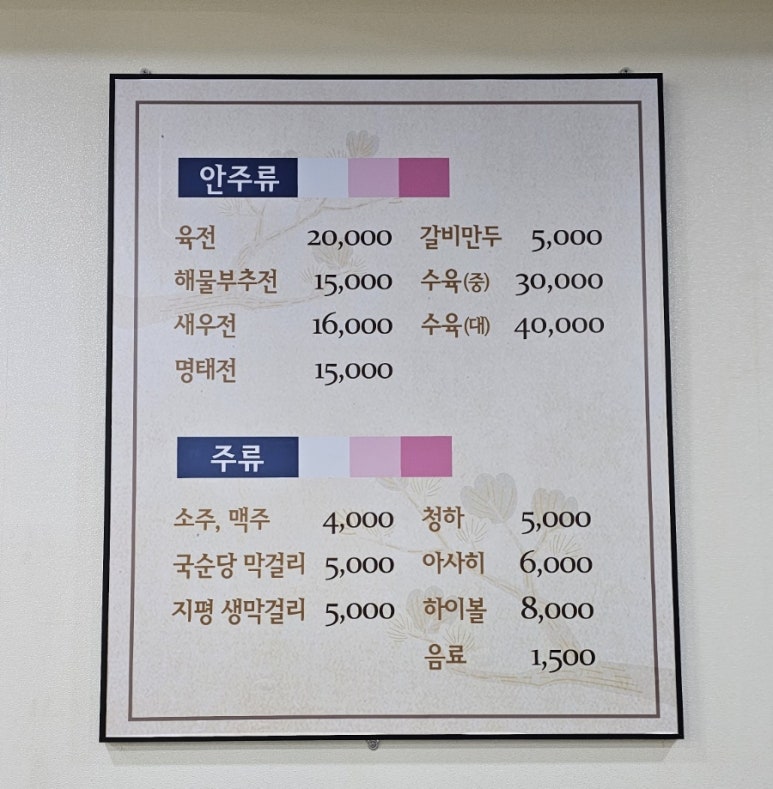 안주류
육전 20,000 갈비만두 5,000
해물부추전 15,000 수육(중) 30,000
새우전 16,000 수육(대) 40,000
명태전 15,000
주류
소주, 맥주 4,000 청하 5,000
국순당 막걸리 5,000 아사히 6,000
지평 생막걸리 5,000 하이볼 8,000
음료 1,500